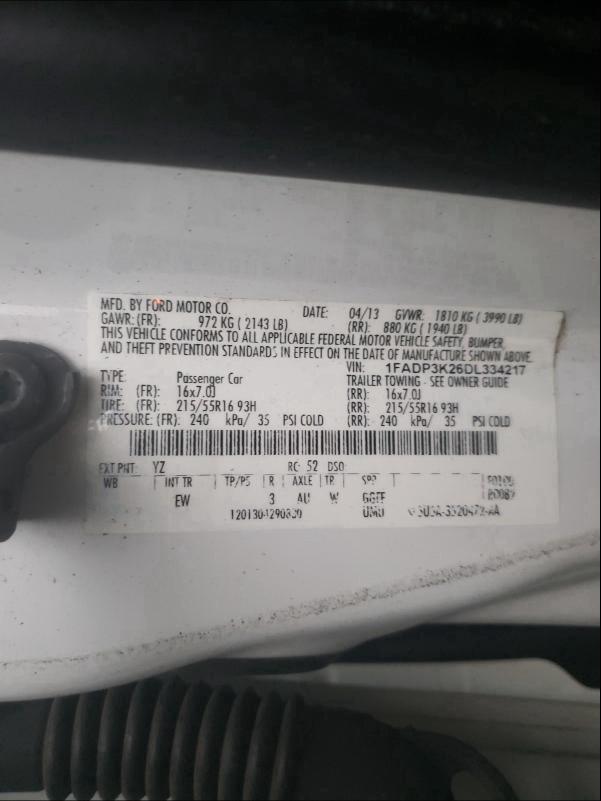 MFD. BY FORD MOTOR CO. DATE: 04/13 GVWR: 1810 KG ( 3990 LB)
GAWR: (FR): 972 KG ( 2143 LB) (RR): 880 KG ( 1940 LB)
THIS VEHICLE CONFORMS TO ALL APPLICABLE FEDERAL MOTOR VEHICLE SAFETY, BUMPER,
AND THEFT PREVENTION STANDARDS IN EFFECT ON THE DATE OF MANUFACTURE SHOWN ABOVE.
VIN: 1FADP3K26DL334217
TYPE: Passenger Car TRAILER TOWING - SEE OWNER GUIDE
RIM: (FR): 16x7.0J (RR): 16x7.0J
TIRE: (FR): 215/55R16 93H (RR): 215/55R16 93H
PRESSURE: (FR): 240 kPa/ 35 PSI COLD (RR): 240 kPa/ 35 PSI COLD
EXT PNT: YZ RC: 52 DSO:
WB INT TR TP/PS R AXLE TR SPR
EW 3 AU W